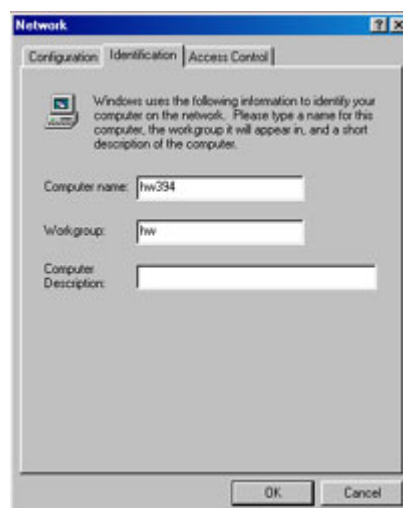 Network
Configuration Identification Access Control
Windows uses the following information to identify your
computer on the network. Please type a name for this
computer, the workgroup it will appear in, and a short
description of the computer.
Computer name: hw394
Workgroup: hw
Computer
Description:
OK Cancel